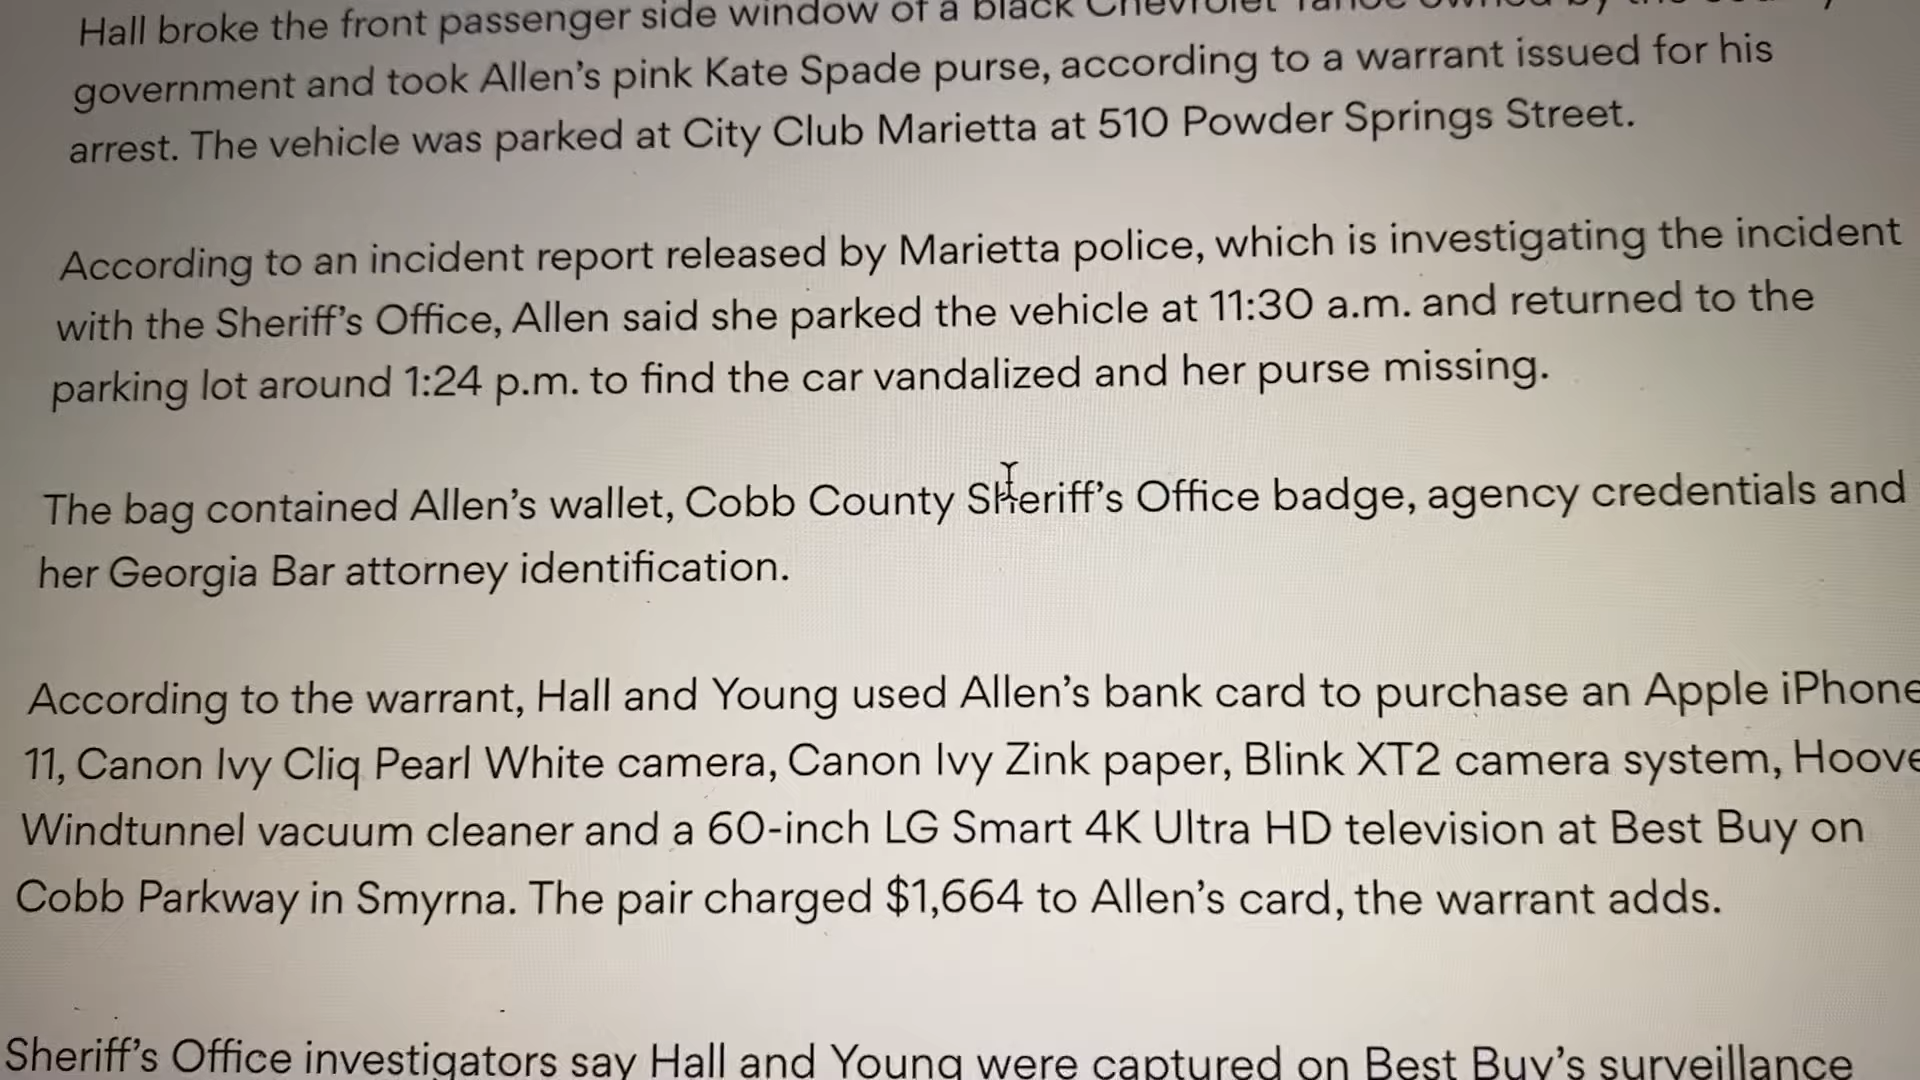 Hall broke the front passenger side window of a black Chevrolet Tahoe owned by the
government and took Allen's pink Kate Spade purse, according to a warrant issued for his
arrest. The vehicle was parked at City Club Marietta at 510 Powder Springs Street.
According to an incident report released by Marietta police, which is investigating the incident
with the Sheriff's Office, Allen said she parked the vehicle at 11:30 a.m. and returned to the
parking lot around 1:24 p.m. to find the car vandalized and her purse missing.
The bag contained Allen's wallet, Cobb County Sheriff's Office badge, agency credentials and
her Georgia Bar attorney identification.
According to the warrant, Hall and Young used Allen's bank card to purchase an Apple iPhone
11, Canon Ivy Cliq Pearl White camera, Canon Ivy Zink paper, Blink XT2 camera system, Hoove
Windtunnel vacuum cleaner and a 60-inch LG Smart 4K Ultra HD television at Best Buy on
Cobb Parkway in Smyrna. The pair charged $1,664 to Allen's card, the warrant adds.
Sheriff's Office investigators say Hall and Young were captured on Best Buy's surveillance